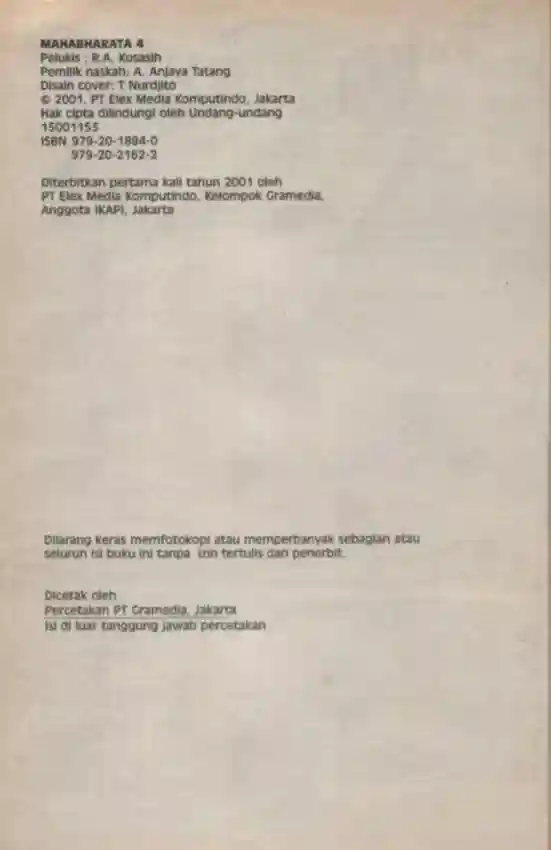 MAHABHARATA 4
Pelukis : R.A. Kosasih
Pemilik naskah: A. Anjaya Tatang
Disain cover: T Nurdjito
© 2001, PT Elex Media Komputindo, Jakarta
Hak cipta dilindungi oleh Undang-undang
15001155
ISBN 979-20-1894-0
979-20-2162-3
Diterbitkan pertama kali tahun 2001 oleh
PT Elex Media Komputindo, Kelompok Gramedia,
Anggota IKAPI, Jakarta
Dilarang keras memfotokopi atau memperbanyak sebagian atau
seluruh isi buku ini tanpa izin tertulis dari penerbit.
Dicetak oleh
Percetakan PT Gramedia, Jakarta
Isi di luar tanggung jawab percetakan